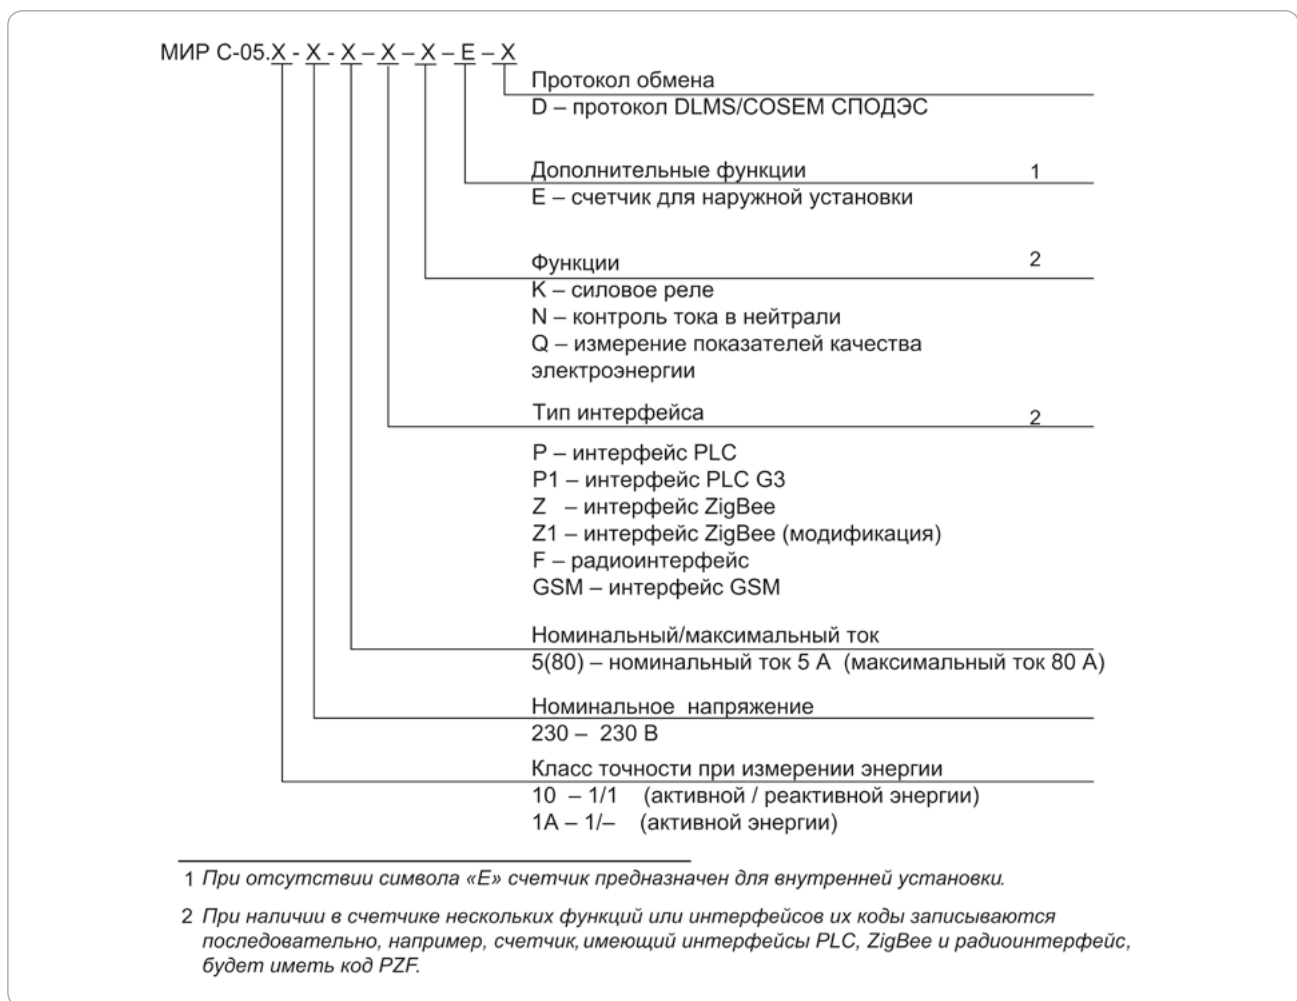 МИР С-05.X - X - X – X – X – E – X
Протокол обмена
D – протокол DLMS/COSEM СПОДЭС
Дополнительные функции 1
Е – счетчик для наружной установки
Функции 2
K – силовое реле
N – контроль тока в нейтрали
Q – измерение показателей качества
электроэнергии
Тип интерфейса 2
P – интерфейс PLC
P1 – интерфейс PLC G3
Z – интерфейс ZigBee
Z1 – интерфейс ZigBee (модификация)
F – радиоинтерфейс
GSM – интерфейс GSM
Номинальный/максимальный ток
5(80) – номинальный ток 5 А (максимальный ток 80 А)
Номинальное напряжение
230 – 230 В
Класс точности при измерении энергии
10 – 1/1 (активной / реактивной энергии)
1А – 1/– (активной энергии)
1 При отсутствии символа «Е» счетчик предназначен для внутренней установки.
2 При наличии в счетчике нескольких функций или интерфейсов их коды записываются
последовательно, например, счетчик, имеющий интерфейсы PLC, ZigBee и радиоинтерфейс,
будет иметь код PZF.